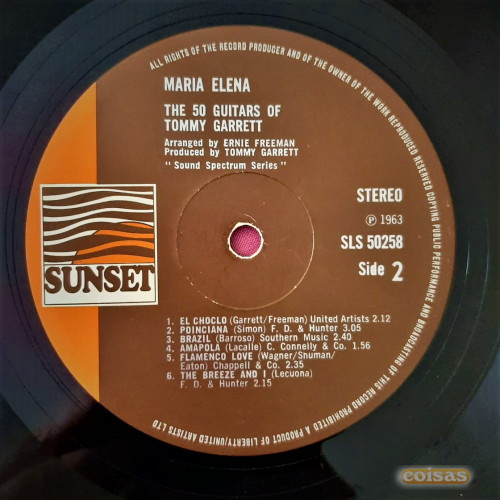 ALL RIGHTS OF THE RECORD PRODUCER AND OF THE OWNER OF THE WORK REPRODUCED RESERVED COPYING PUBLIC PERFORMANCE AND BROADCASTING OF THIS RECORD PROHIBITED A PRODUCT OF LIBERTY/UNITED ARTISTS LTD
MARIA ELENA
THE 50 GUITARS OF
TOMMY GARRETT
Arranged by ERNIE FREEMAN
Produced by TOMMY GARRETT
"Sound Spectrum Series"
STEREO
℗ 1963
SLS 50258
Side 2
SUNSET
1. EL CHOCLO (Garrett/Freeman) United Artists 2.12
2. POINCIANA (Simon) F. D. & Hunter 3.05
3. BRAZIL (Barroso) Southern Music 2.40
4. AMAPOLA (Lacalle) C. Connelly & Co. 1.56
5. FLAMENCO LOVE (Wagner/Shuman/
Eaton) Chappell & Co. 2.35
6. THE BREEZE AND I (Lecuona)
F. D. & Hunter 2.15
coisas